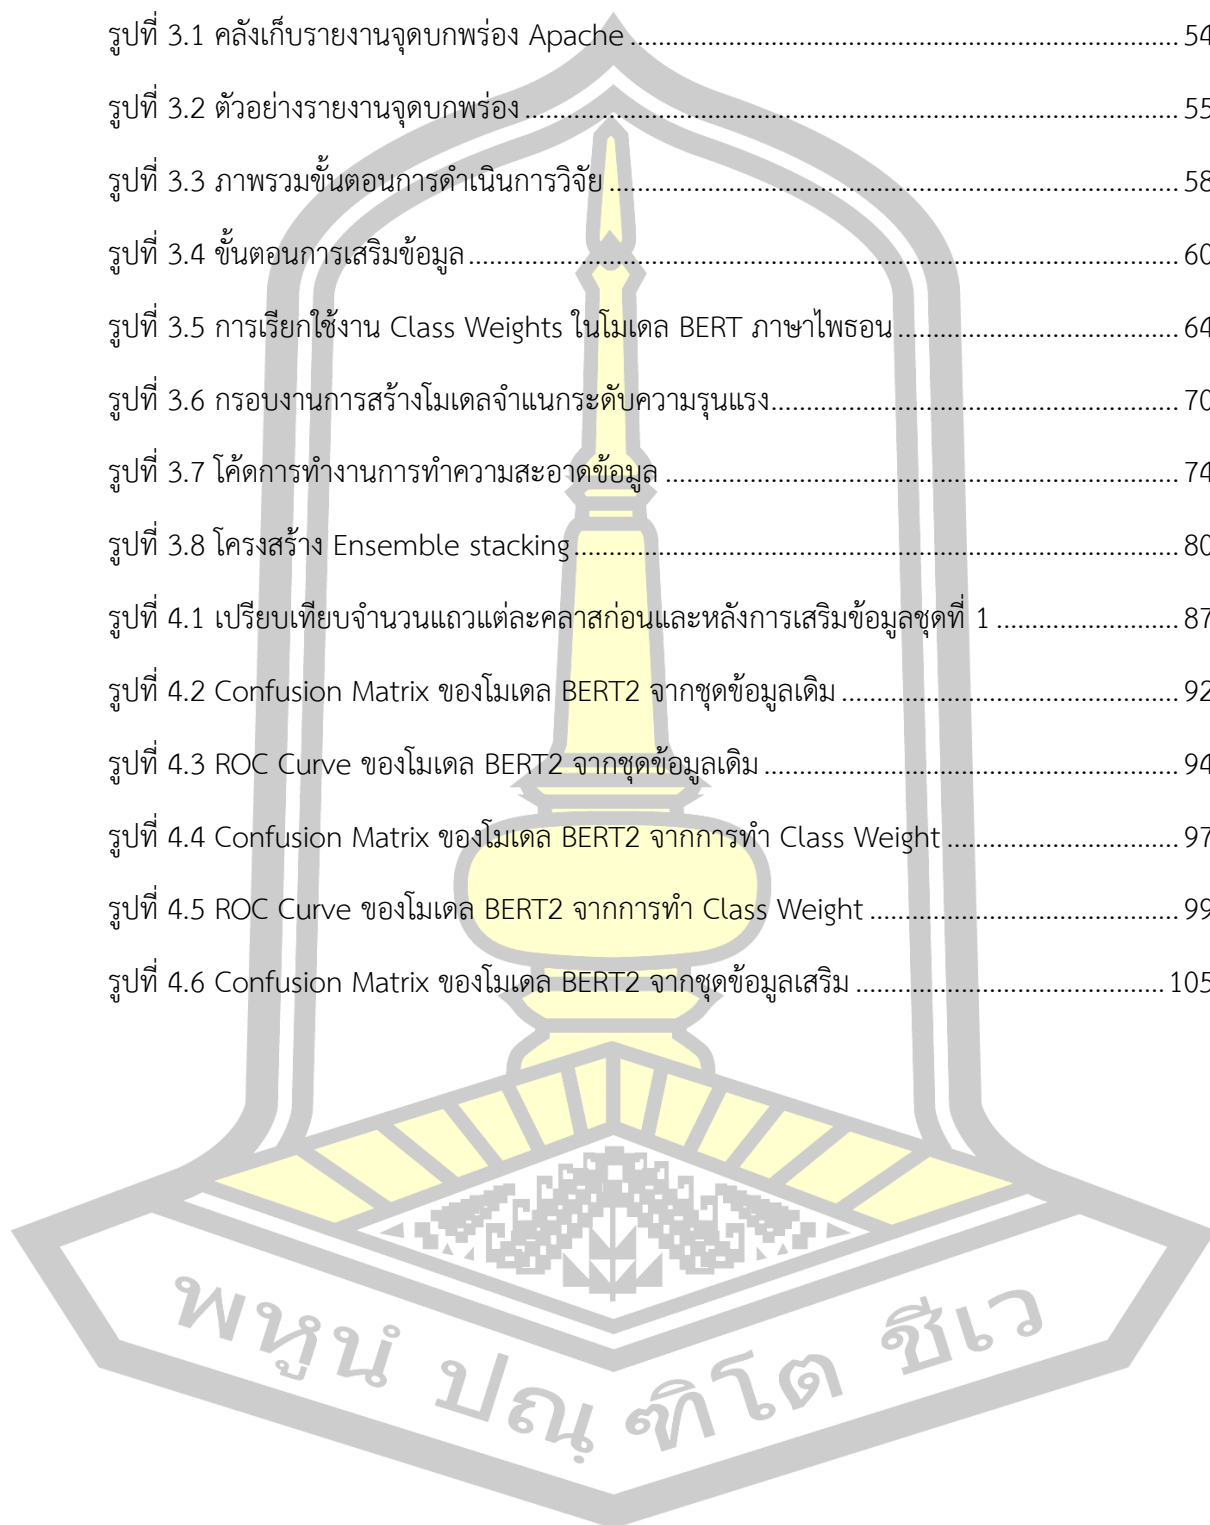 รูปที่ 3.1 คลังเก็บรายงานจุดบกพร่อง Apache ........................................ 54
รูปที่ 3.2 ตัวอย่างรายงานจุดบกพร่อง ........................................ 55
รูปที่ 3.3 ภาพรวมขั้นตอนการดำเนินการวิจัย ........................................ 58
รูปที่ 3.4 ขั้นตอนการเสริมข้อมูล ........................................ 60
รูปที่ 3.5 การเรียกใช้งาน Class Weights ในโมเดล BERT ภาษาไพธอน ........................................ 64
รูปที่ 3.6 กรอบงานการสร้างโมเดลจำแนกระดับความรุนแรง ........................................ 70
รูปที่ 3.7 โค้ดการทำงานการทำความสะอาดข้อมูล ........................................ 74
รูปที่ 3.8 โครงสร้าง Ensemble stacking ........................................ 80
รูปที่ 4.1 เปรียบเทียบจำนวนแถวแต่ละคลาสก่อนและหลังการเสริมข้อมูลชุดที่ 1 ........................................ 87
รูปที่ 4.2 Confusion Matrix ของโมเดล BERT2 จากชุดข้อมูลเดิม ........................................ 92
รูปที่ 4.3 ROC Curve ของโมเดล BERT2 จากชุดข้อมูลเดิม ........................................ 94
รูปที่ 4.4 Confusion Matrix ของโมเดล BERT2 จากการทำ Class Weight ........................................ 97
รูปที่ 4.5 ROC Curve ของโมเดล BERT2 จากการทำ Class Weight ........................................ 99
รูปที่ 4.6 Confusion Matrix ของโมเดล BERT2 จากชุดข้อมูลเสริม ........................................ 105
พหูนํ ปณฺฑิโต ชีเว